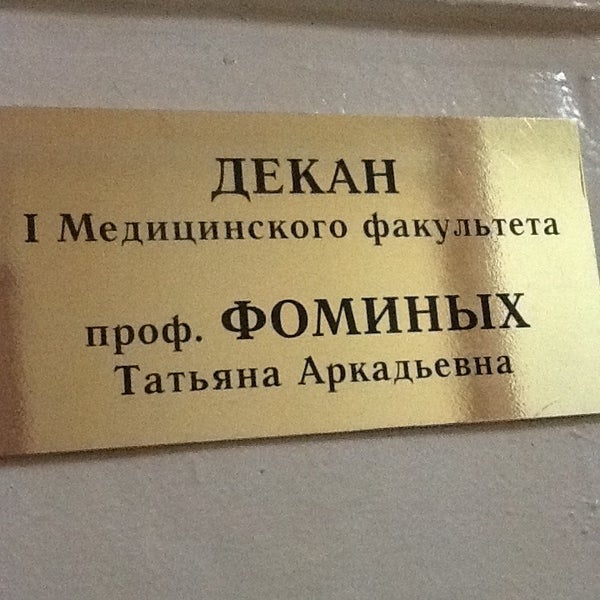 ДЕКАН
I Медицинского факультета
проф. ФОМИНЫХ
Татьяна Аркадьевна